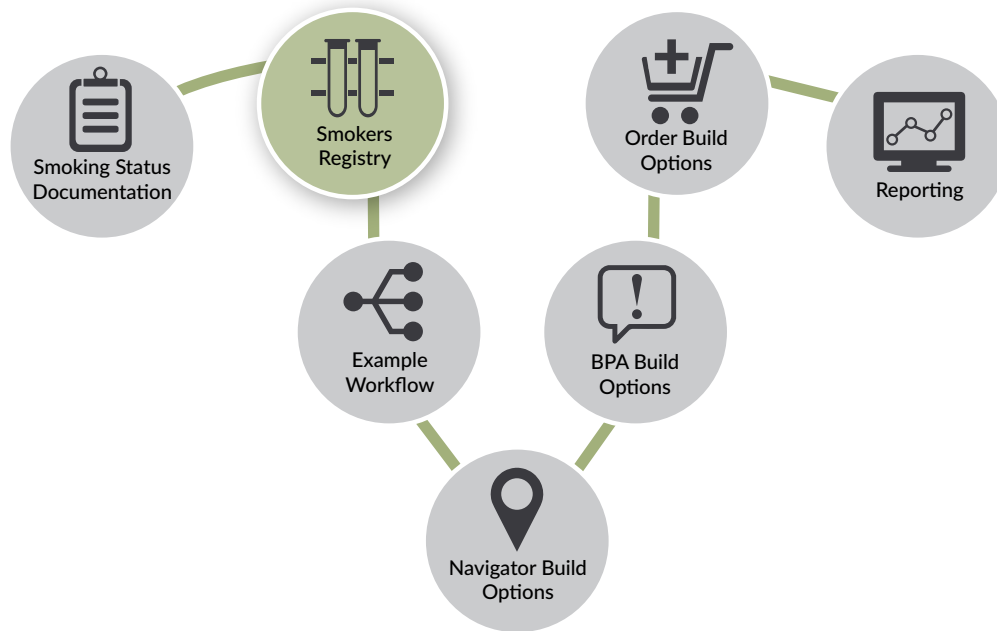 Smoking Status
Documentation
Smokers
Registry
Example
Workflow
Navigator Build
Options
BPA Build
Options
Order Build
Options
Reporting